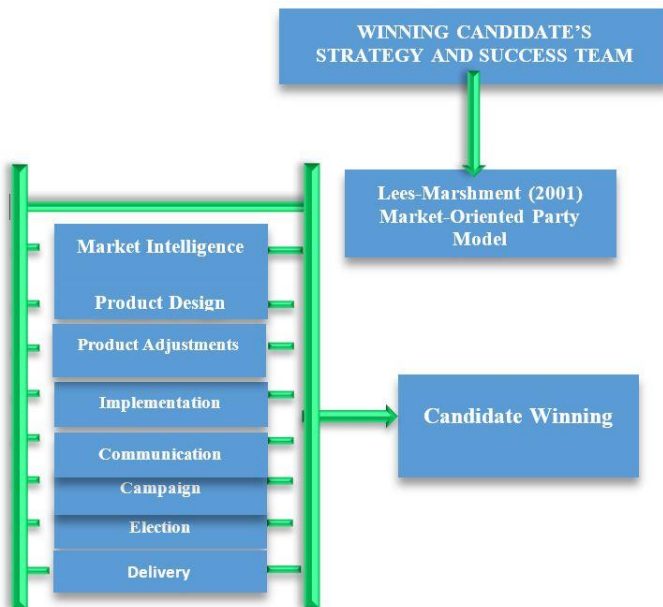 WINNING CANDIDATE'S
STRATEGY AND SUCCESS TEAM
Lees-Marshment (2001)
Market-Oriented Party
Model
Market Intelligence
Product Design
Product Adjustments
Implementation
Communication
Campaign
Election
Delivery
Candidate Winning